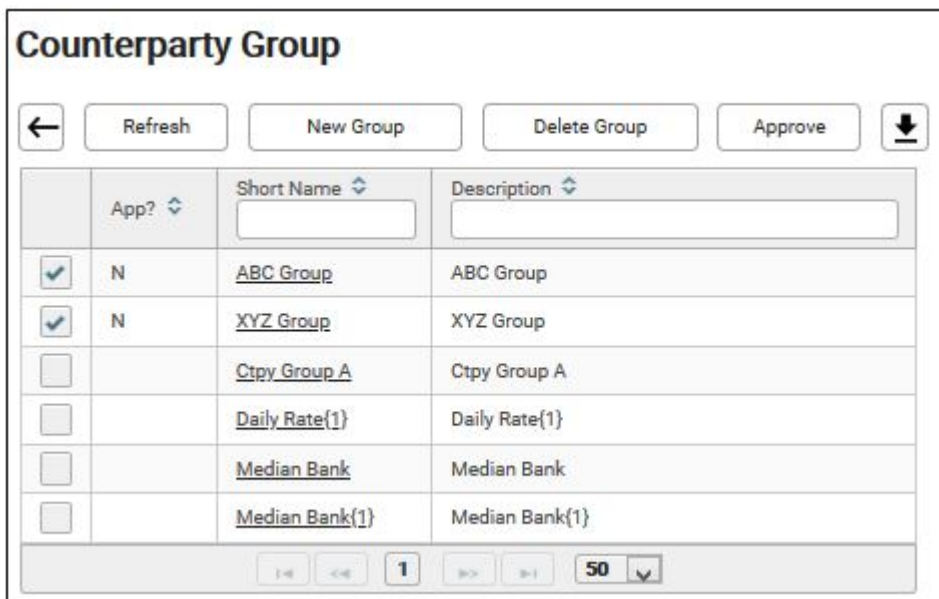 Counterparty Group
Refresh New Group Delete Group Approve
App? Short Name Description
N ABC Group ABC Group
N XYZ Group XYZ Group
Ctpy Group A Ctpy Group A
Daily Rate{1} Daily Rate{1}
Median Bank Median Bank
Median Bank{1} Median Bank{1}
1 50